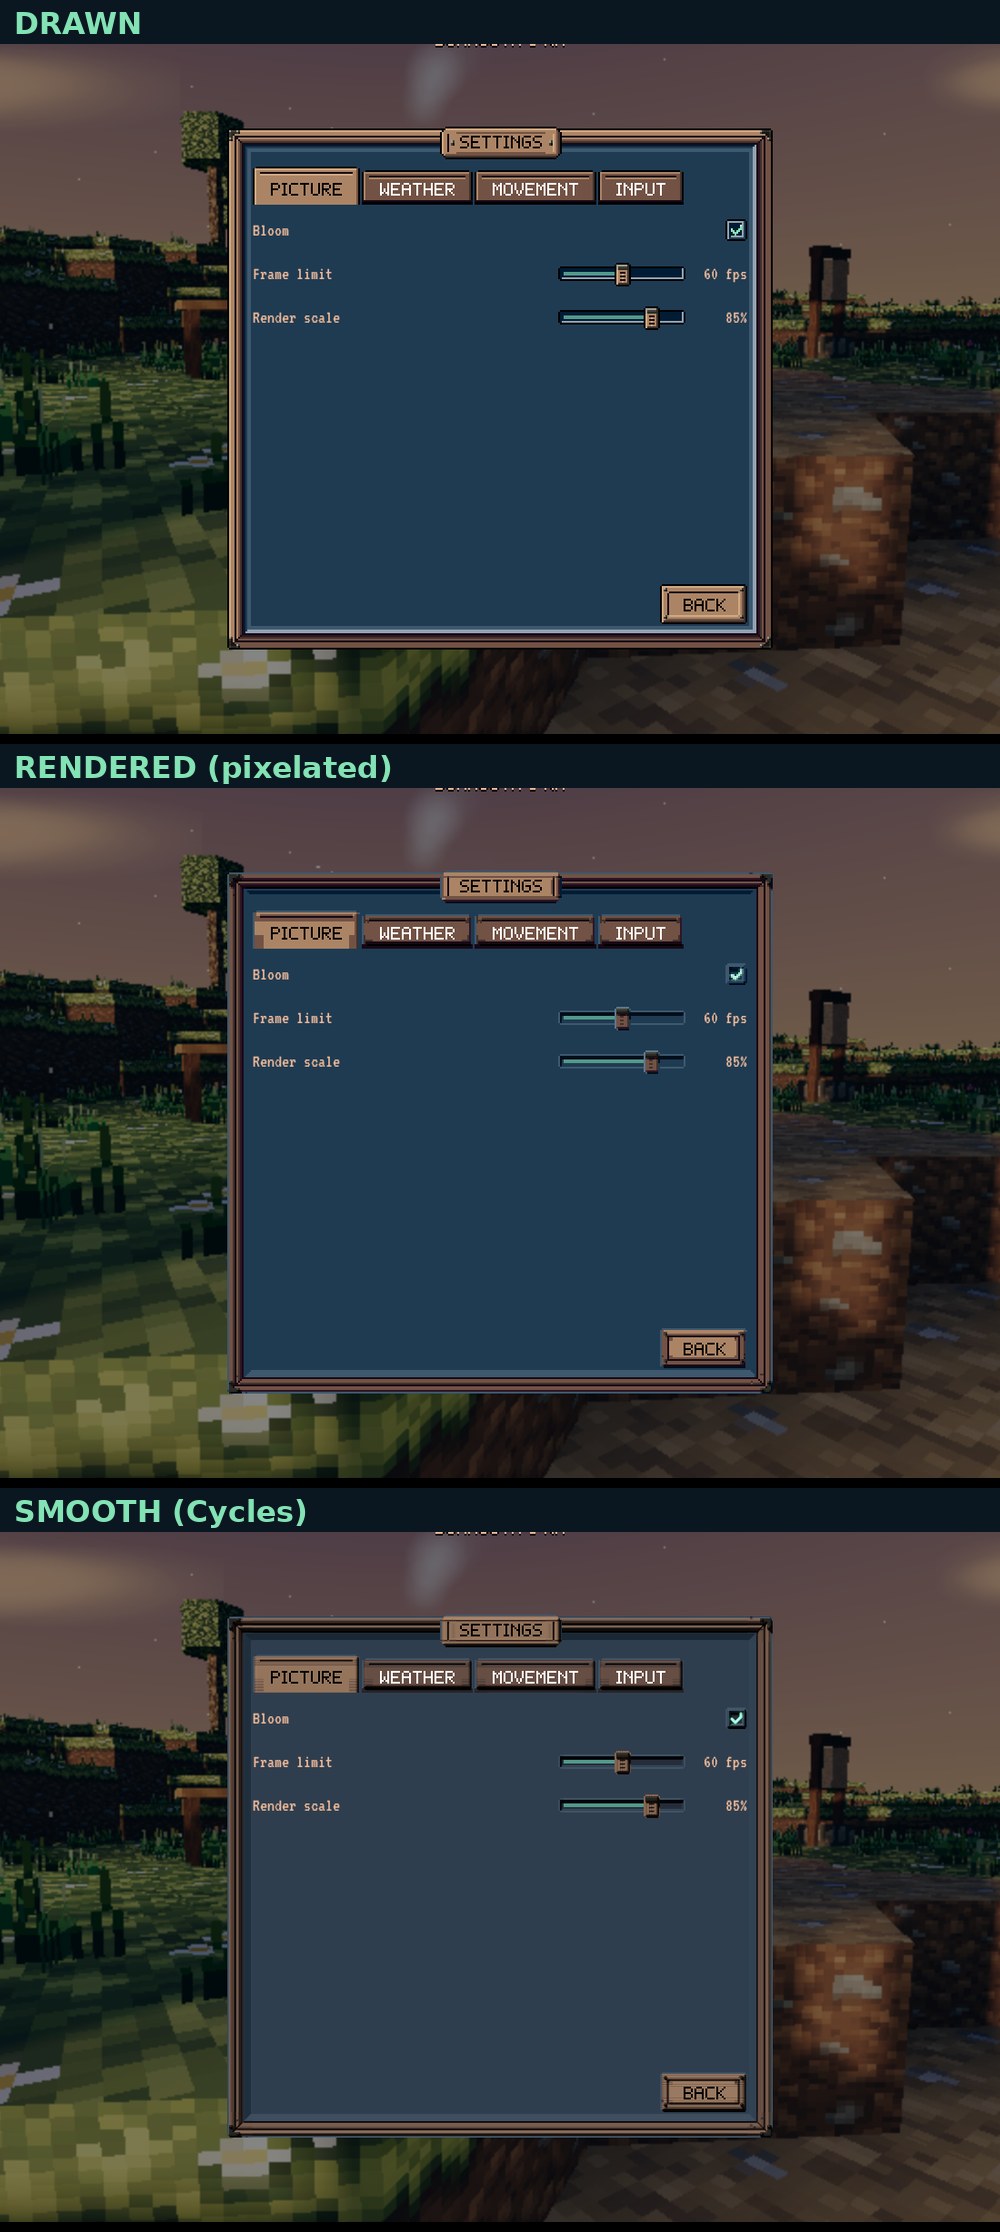 DRAWN
SETTINGS
PICTURE WEATHER MOVEMENT INPUT
Bloom
Frame limit 60 fps
Render scale 85%
BACK
RENDERED (pixelated)
SETTINGS
PICTURE WEATHER MOVEMENT INPUT
Bloom
Frame limit 60 fps
Render scale 85%
BACK
SMOOTH (Cycles)
SETTINGS
PICTURE WEATHER MOVEMENT INPUT
Bloom
Frame limit 60 fps
Render scale 85%
BACK